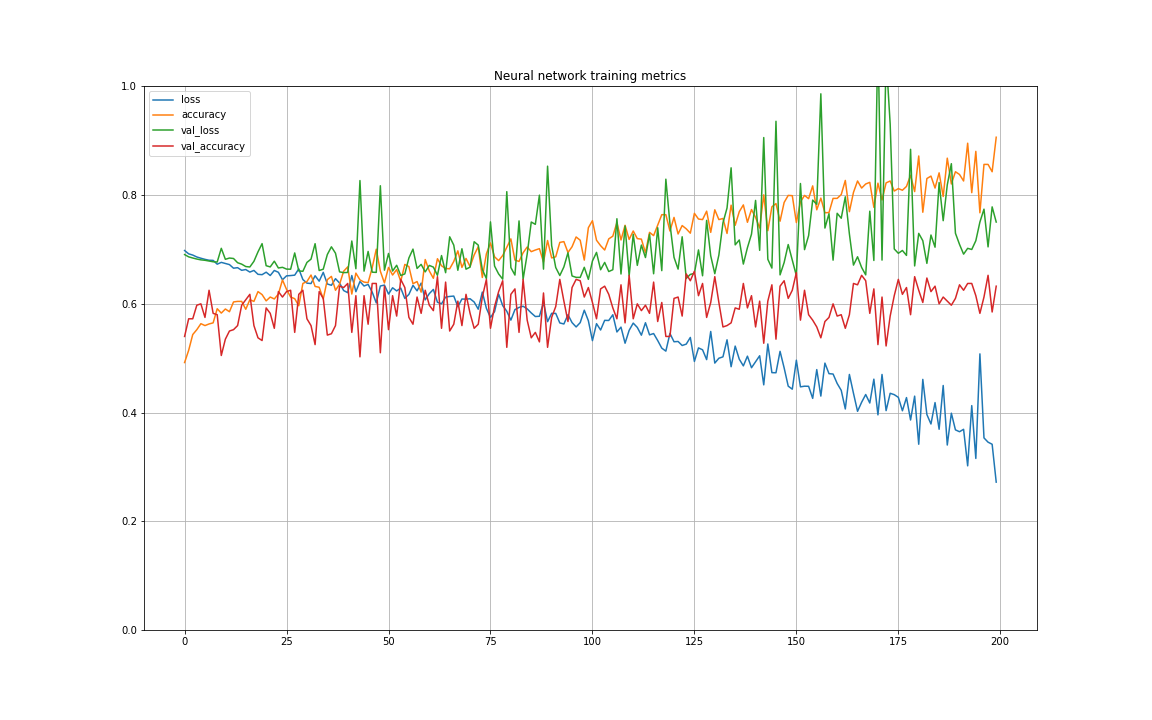 Neural network training metrics
1.0
0.8
0.6
0.4
0.2
0.0
loss
accuracy
val_loss
val_accuracy
0 25 50 75 100 125 150 175 200